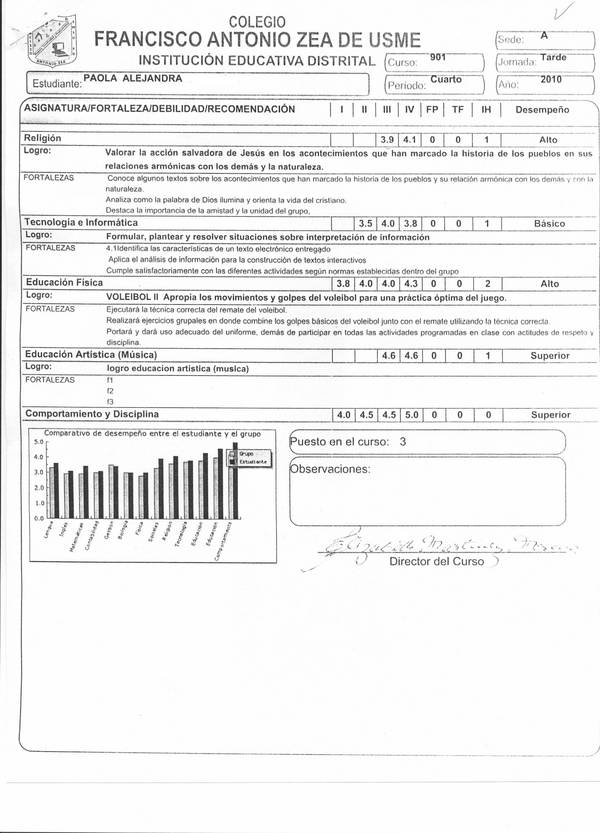 COLEGIO
FRANCISCO ANTONIO ZEA DE USME
INSTITUCIÓN EDUCATIVA DISTRITAL
Sede: A
Curso: 901
Jornada: Tarde
Estudiante: PAOLA ALEJANDRA
Periodo: Cuarto
Año: 2010
ASIGNATURA/FORTALEZA/DEBILIDAD/RECOMENDACIÓN I II III IV FP TF IH Desempeño
Religión 3.9 4.1 0 0 1 Alto
Logro: Valorar la acción salvadora de Jesús en los acontecimientos que han marcado la historia de los pueblos en sus
relaciones armónicas con los demás y la naturaleza.
FORTALEZAS Conoce algunos textos sobre los acontecimientos que han marcado la historia de los pueblos y su relación armónica con los demás y con la
naturaleza.
Analiza como la palabra de Dios ilumina y orienta la vida del cristiano.
Destaca la importancia de la amistad y la unidad del grupo,
Tecnología e Informática 3.5 4.0 3.8 0 0 1 Básico
Logro: Formular, plantear y resolver situaciones sobre interpretación de información
FORTALEZAS 4.1Identifica las características de un texto electrónico entregado
Aplica el análisis de información para la construcción de textos interactivos
Cumple satisfactoriamente con las diferentes actividades según normas establecidas dentro del grupo
Educación Física 3.8 4.0 4.0 4.3 0 0 2 Alto
Logro: VOLEIBOL II Apropia los movimientos y golpes del voleibol para una práctica óptima del juego.
FORTALEZAS Ejecutará la técnica correcta del remate del voleibol.
Realizará ejercicios grupales en donde combine los golpes básicos del voleibol junto con el remate utilizando la técnica correcta.
Portará y dará uso adecuado del uniforme, demás de participar en todas las actividades programadas en clase con actitudes de respeto y
disciplina.
Educación Artística (Música) 4.6 4.6 0 0 1 Superior
Logro: logro educacion artistica (musica)
FORTALEZAS f1
f2
f3
Comportamiento y Disciplina 4.0 4.5 4.5 5.0 0 0 0 Superior
Comparativo de desempeño entre el estudiante y el grupo
5.0
4.0
3.0
2.0
1.0
0.0
Grupo
Estudiante
Lengua
Ingles
Matematicas
Contabilidad
Gestion
Biologia
Fisica
Sociales
Religion
Tecnologia
Educacion
Educacion
Comportamiento
Puesto en el curso: 3
Observaciones:
Elizabeth Martinez
Director del Curso